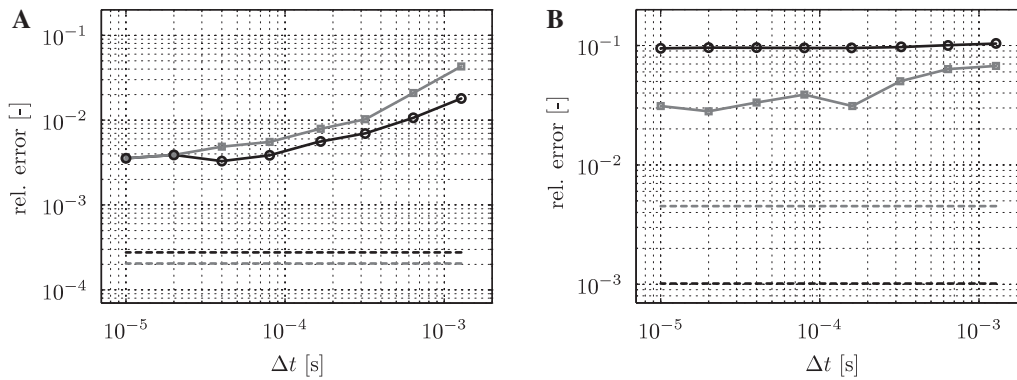 A
10^{-1}
10^{-2}
10^{-3}
10^{-4}
rel. error [-]
10^{-5}
10^{-4}
10^{-3}
Δt [s]
B
10^{-1}
10^{-2}
10^{-3}
rel. error [-]
10^{-5}
10^{-4}
10^{-3}
Δt [s]